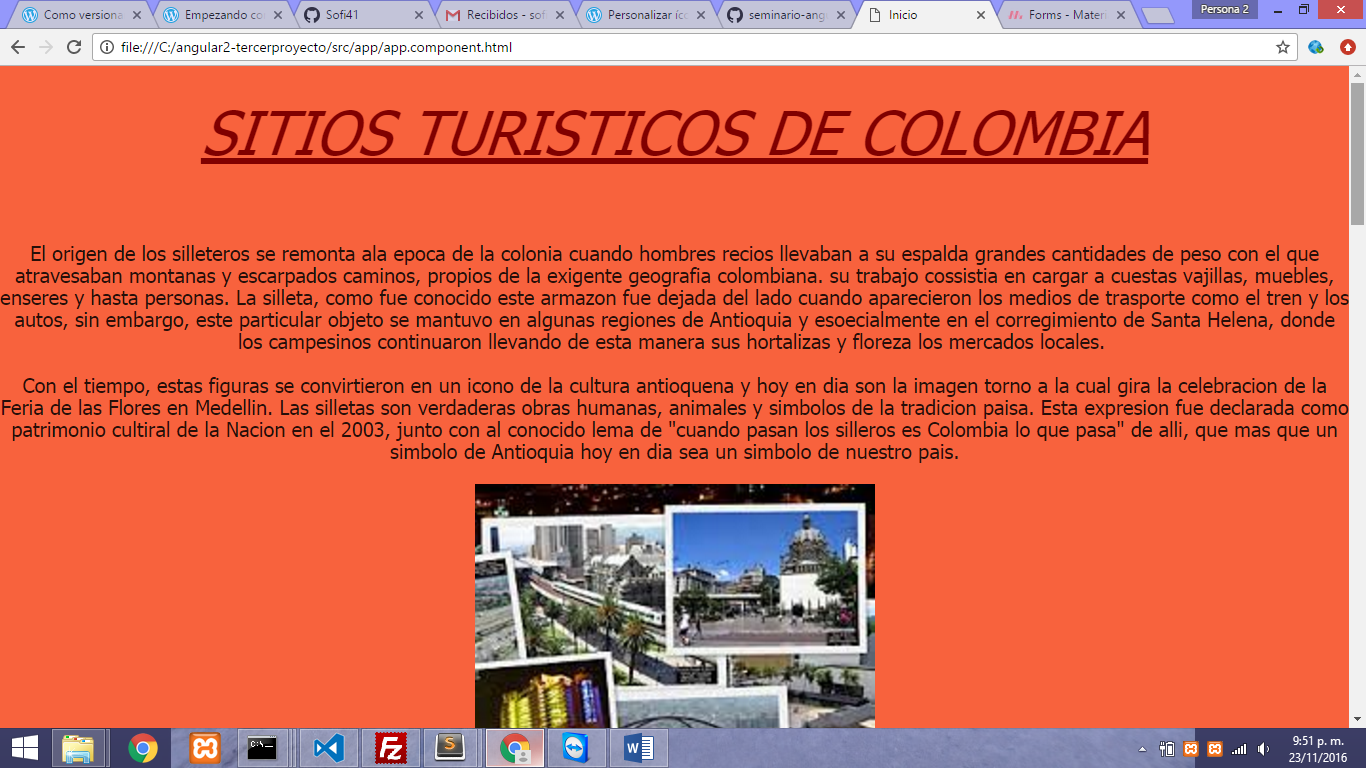 Como versiona
Empezando co
Sofi41
Recibidos - sof
Personalizar íco
seminario-ang
Inicio
Forms - Materi
Persona 2
file:///C:/angular2-tercerproyecto/src/app/app.component.html
SITIOS TURISTICOS DE COLOMBIA
El origen de los silleteros se remonta ala epoca de la colonia cuando hombres recios llevaban a su espalda grandes cantidades de peso con el que
atravesaban montanas y escarpados caminos, propios de la exigente geografia colombiana. su trabajo cossistia en cargar a cuestas vajillas, muebles,
enseres y hasta personas. La silleta, como fue conocido este armazon fue dejada del lado cuando aparecieron los medios de trasporte como el tren y los
autos, sin embargo, este particular objeto se mantuvo en algunas regiones de Antioquia y esoecialmente en el corregimiento de Santa Helena, donde
los campesinos continuaron llevando de esta manera sus hortalizas y floreza los mercados locales.
Con el tiempo, estas figuras se convirtieron en un icono de la cultura antioquena y hoy en dia son la imagen torno a la cual gira la celebracion de la
Feria de las Flores en Medellin. Las silletas son verdaderas obras humanas, animales y simbolos de la tradicion paisa. Esta expresion fue declarada como
patrimonio cultiral de la Nacion en el 2003, junto con al conocido lema de "cuando pasan los silleros es Colombia lo que pasa" de alli, que mas que un
simbolo de Antioquia hoy en dia sea un simbolo de nuestro pais.
9:51 p. m.
23/11/2016